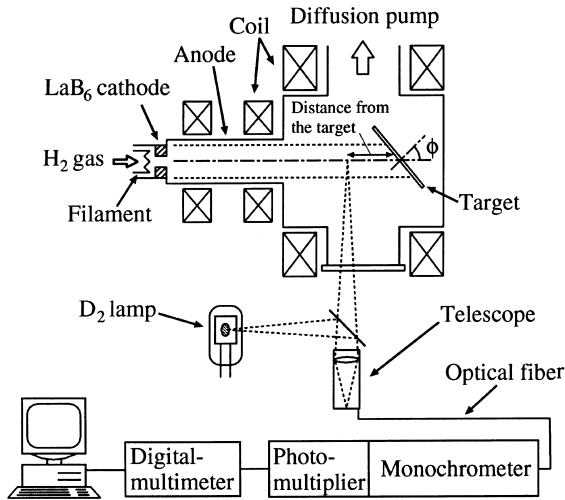 Diffusion pump
Coil
Anode
LaB6 cathode
Distance from
the target
ϕ
H2 gas
Target
Filament
D2 lamp
Telescope
Optical fiber
Digital-
multimeter
Photo-
multiplier
Monochrometer